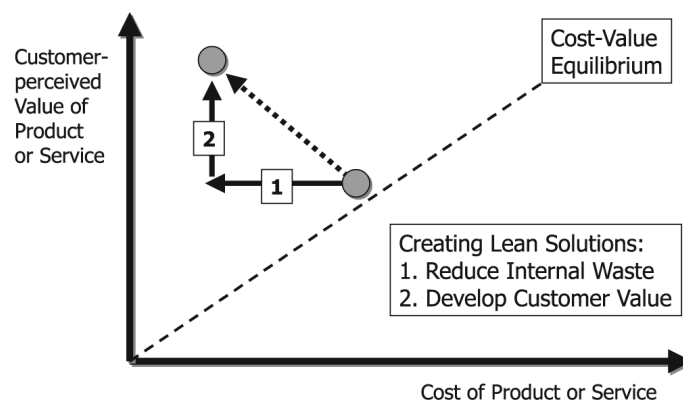 Customer-
perceived
Value of
Product
or Service
Cost-Value
Equilibrium
2
1
Creating Lean Solutions:
1. Reduce Internal Waste
2. Develop Customer Value
Cost of Product or Service